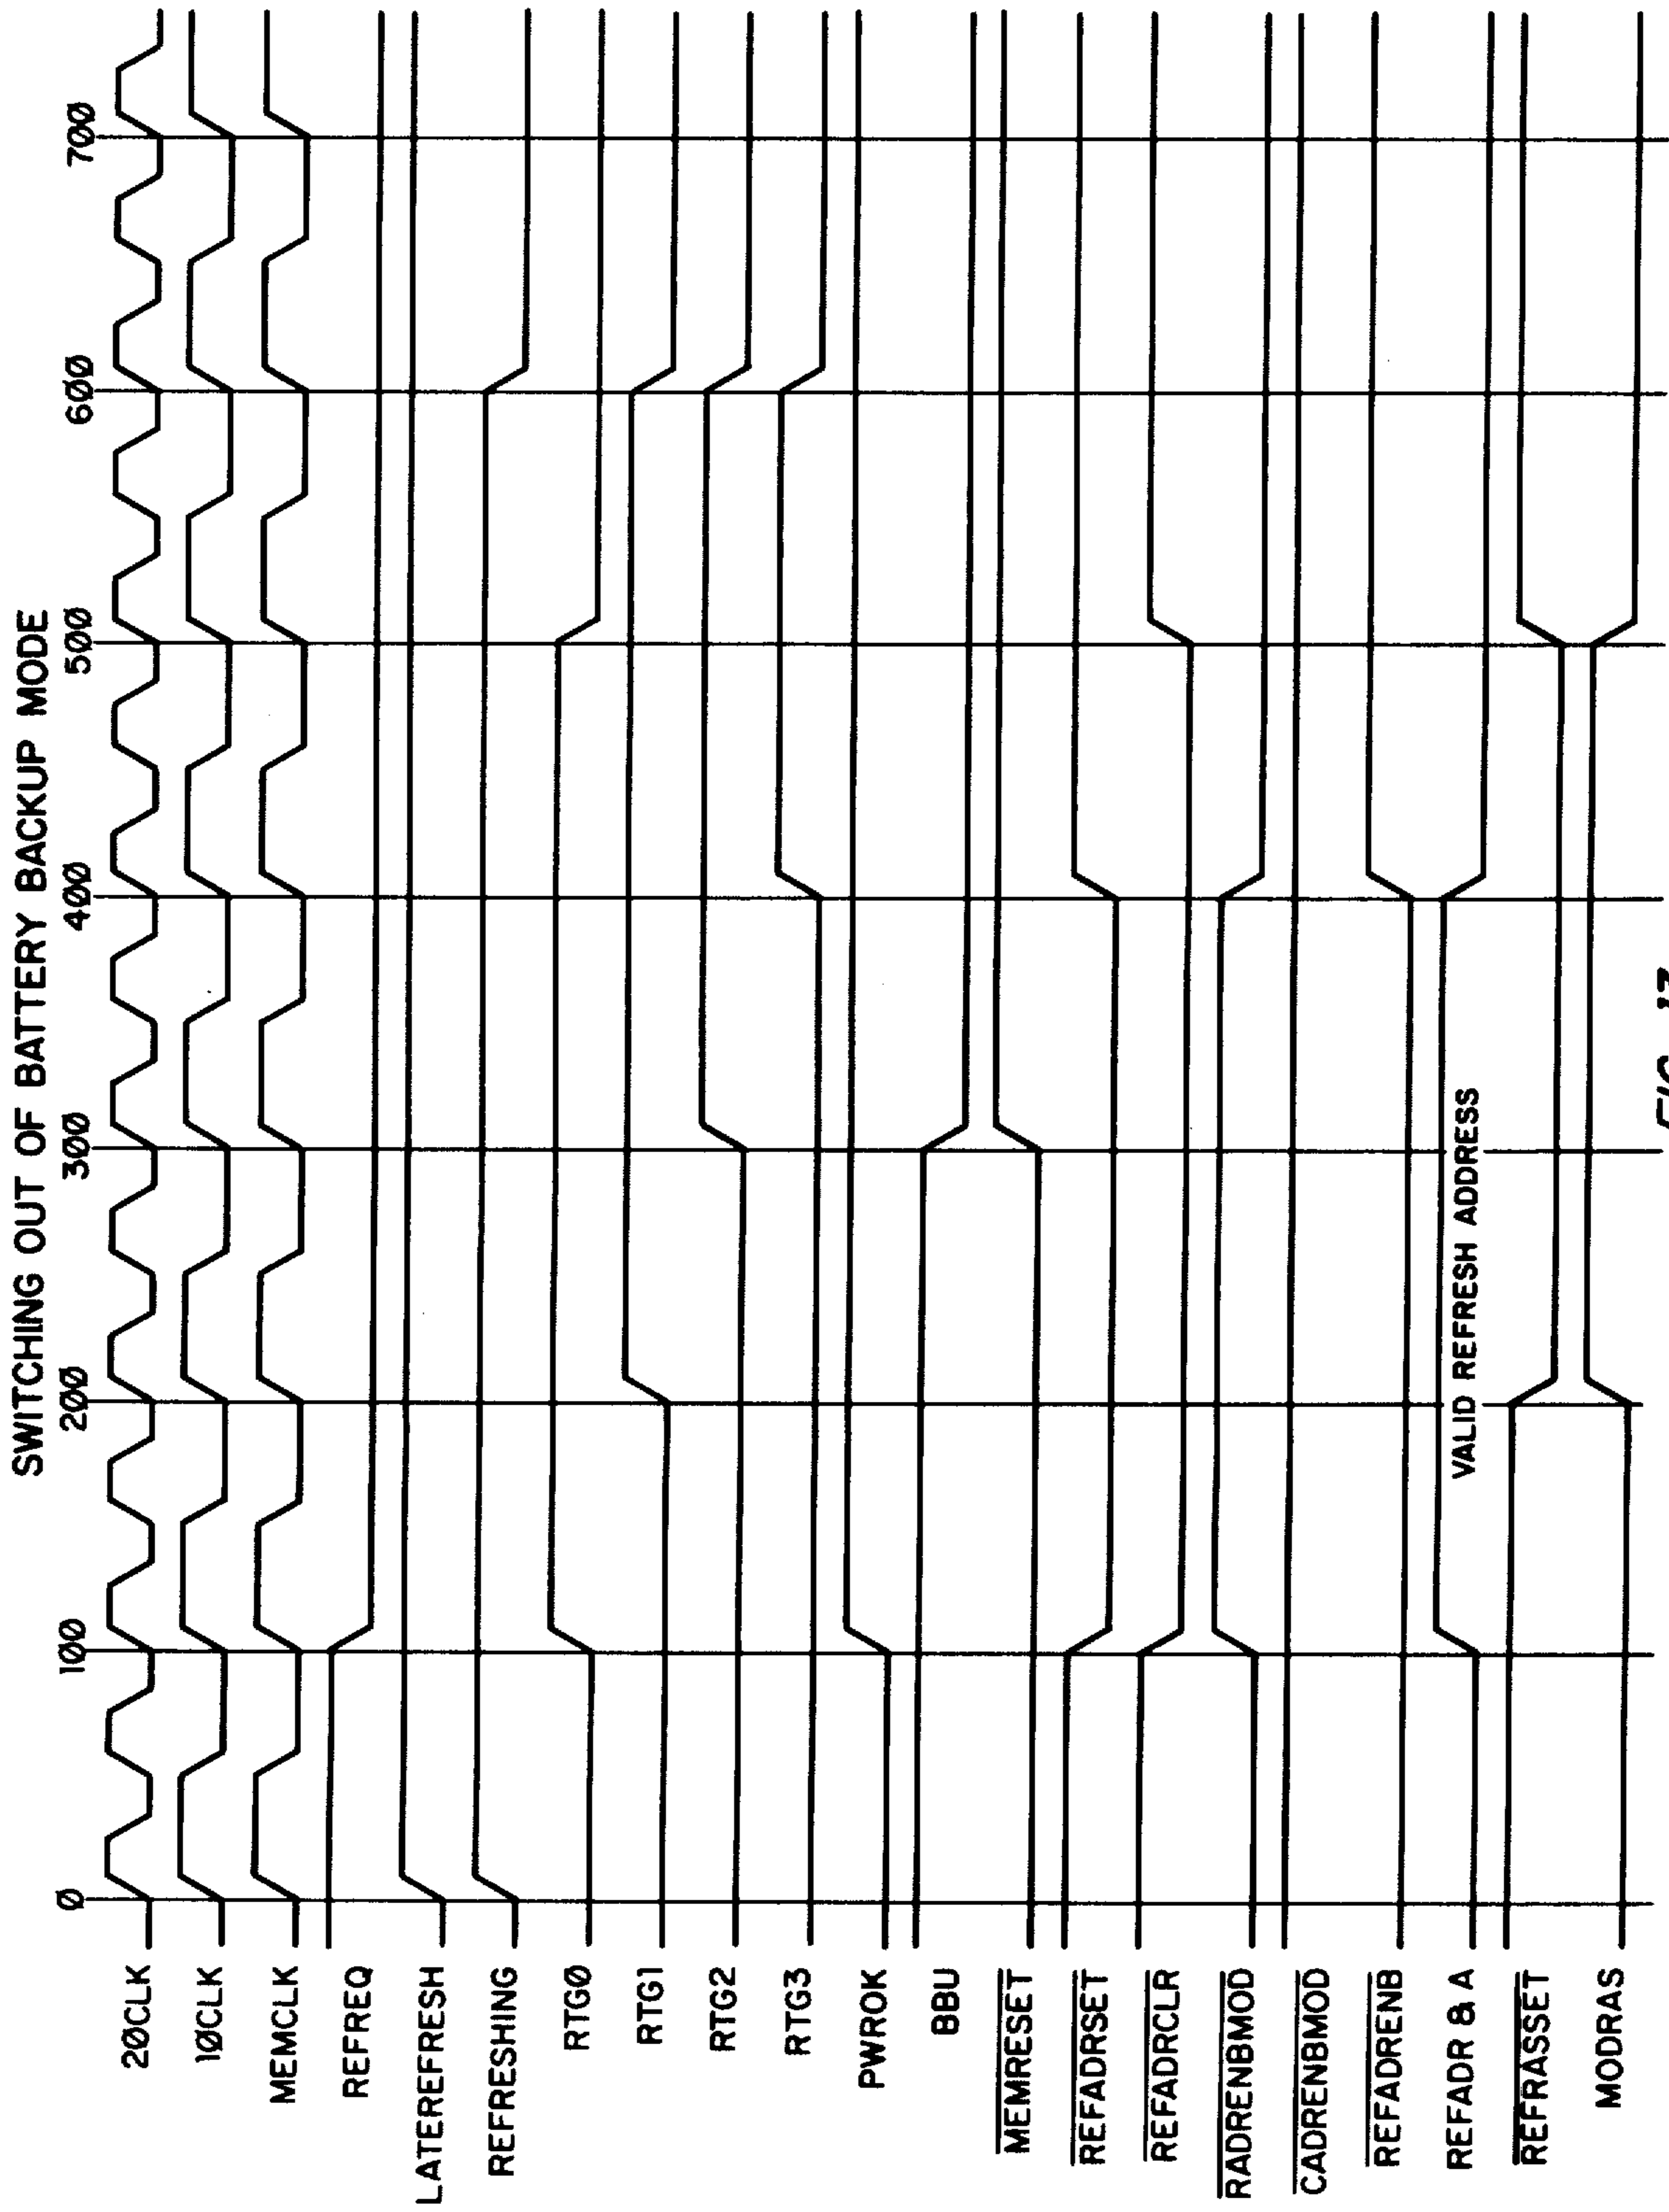 SWITCHING OUT OF BATTERY BACKUP MODE
0 100 200 300 400 500 600 700
20CLK
10CLK
MEMCLK
REFREQ
LATEREFRESH
REFRESHING
RTG0
RTG1
RTG2
RTG3
PWROK
BBU
MEMRESET
REFADRSET
REFADRCLR
RADRENBMOD
CADRENBMOD
REFADRENB
REFADR & A
VALID REFRESH ADDRESS
REFRASSET
MODRAS